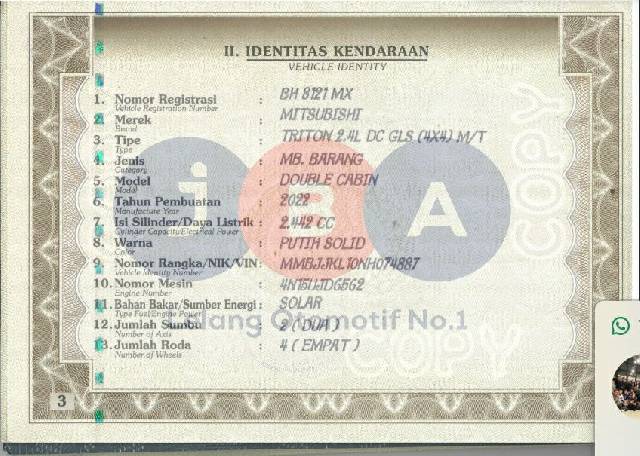 II. IDENTITAS KENDARAAN
VEHICLE IDENTITY
1. Nomor Registrasi : BH 8121 MX
Vehicle Registration Number
2. Merek : MITSUBISHI
Brand
3. Tipe : TRITON 2.4L DC GLS (4X4) M/T
Type
4. Jenis : MB. BARANG
Category
5. Model : DOUBLE CABIN
Model
6. Tahun Pembuatan : 2022
Manufacture Year
7. Isi Silinder/Daya Listrik : 2.442 CC
Cylinder Capacity/Electrical Power
8. Warna : PUTIH SOLID
Color
9. Nomor Rangka/NIK/VIN : MMBJJKL10NH074887
Vehicle Identity Number
10. Nomor Mesin : 4N15UJDG562
Engine Number
11. Bahan Bakar/Sumber Energi : SOLAR
Type Fuel/Engine Power
12. Jumlah Sumbu : 2 ( DUA )
Number of Axis
13. Jumlah Roda : 4 ( EMPAT )
Number of Wheels
iBA
Lelang Otomotif No.1
COPY
COPY
3